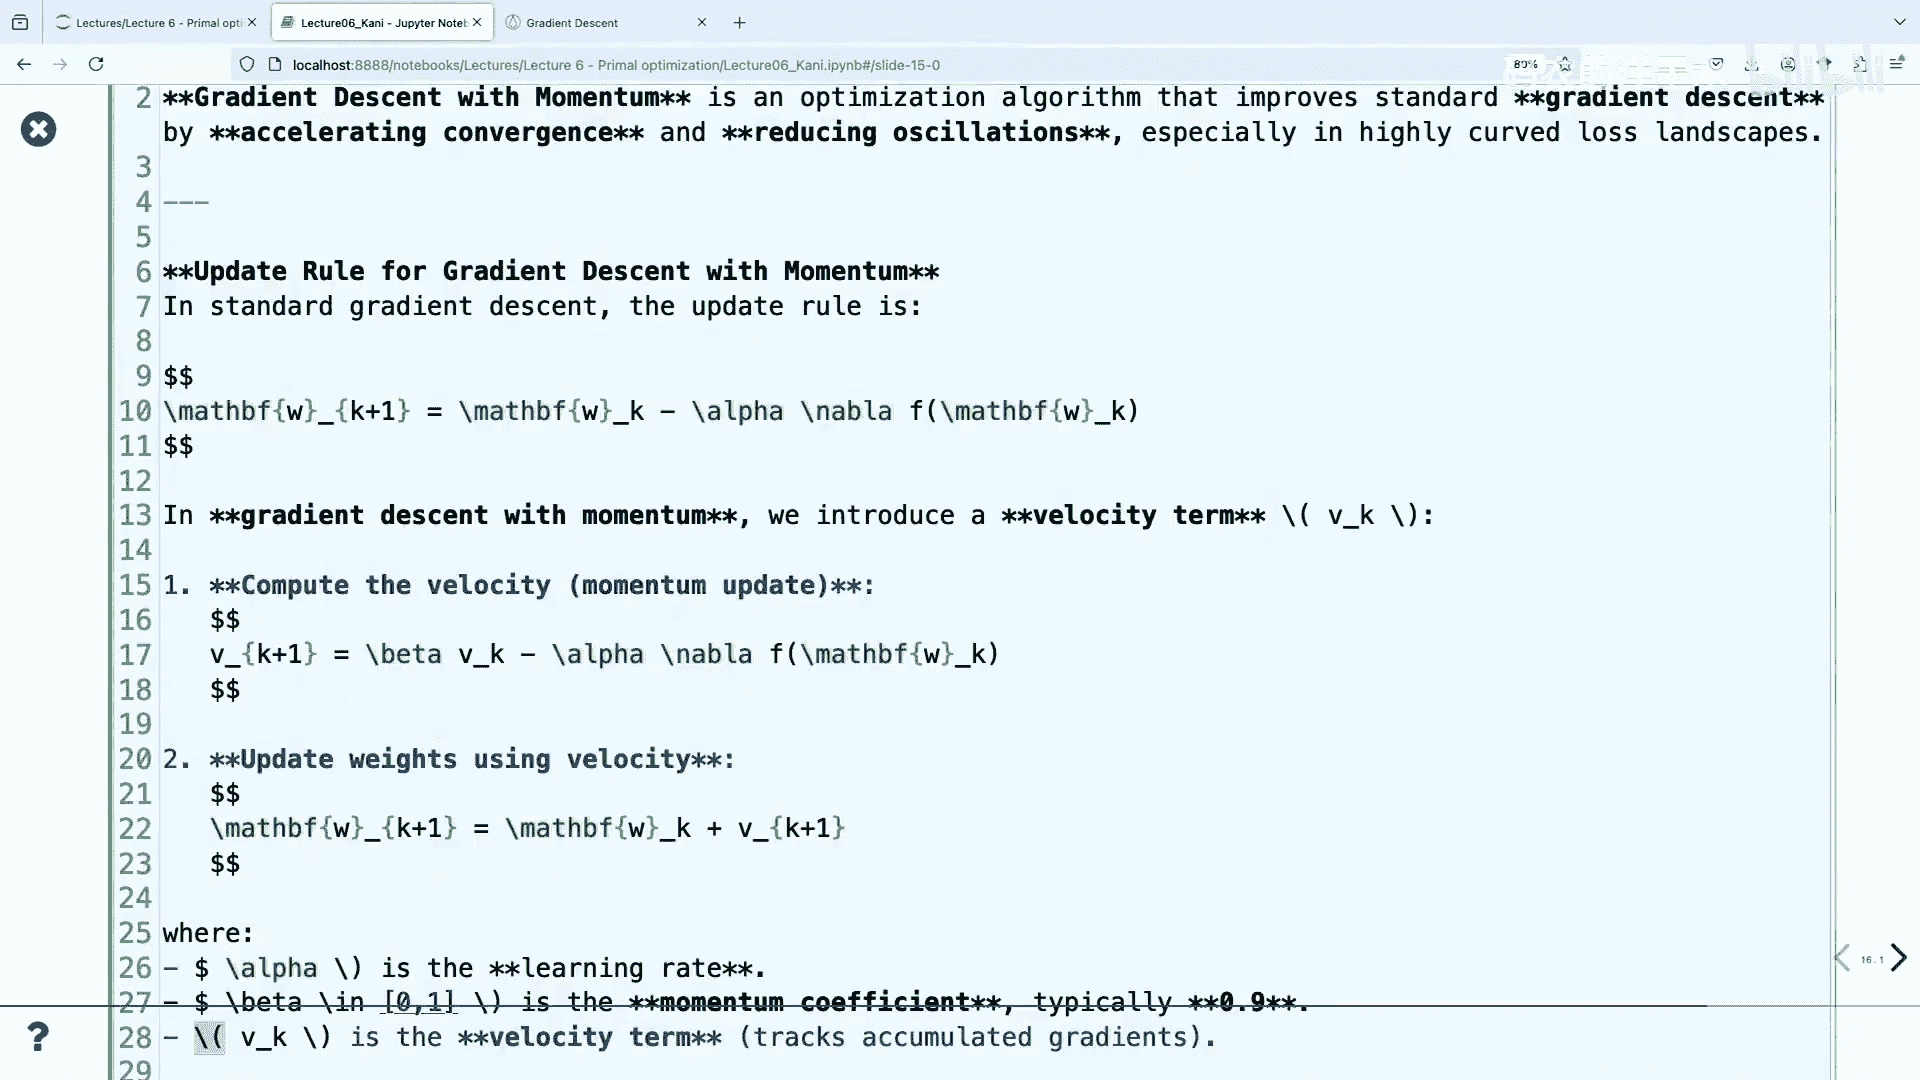 Lectures/Lecture 6 - Primal opti
Lecture06_Kani - Jupyter Note
Gradient Descent
localhost:8888/notebooks/Lectures/Lecture 6 - Primal optimization/Lecture06_Kani.ipynb#/slide-15-0
80%
2 **Gradient Descent with Momentum** is an optimization algorithm that improves standard **gradient descent**
by **accelerating convergence** and **reducing oscillations**, especially in highly curved loss landscapes.
3
4 ---
5
6 **Update Rule for Gradient Descent with Momentum**
7 In standard gradient descent, the update rule is:
8
9 $$
10 \mathbf{w}_{k+1} = \mathbf{w}_k - \alpha \nabla f(\mathbf{w}_k)
11 $$
12
13 In **gradient descent with momentum**, we introduce a **velocity term** \( v_k \):
14
15 1. **Compute the velocity (momentum update)**:
16 $$
17 v_{k+1} = \beta v_k - \alpha \nabla f(\mathbf{w}_k)
18 $$
19
20 2. **Update weights using velocity**:
21 $$
22 \mathbf{w}_{k+1} = \mathbf{w}_k + v_{k+1}
23 $$
24
25 where:
26 - $ \alpha \) is the **learning rate**.
27 - $ \beta \in [0,1] \) is the **momentum coefficient**, typically **0.9**.
28 - \( v_k \) is the **velocity term** (tracks accumulated gradients).
29
16.1
?